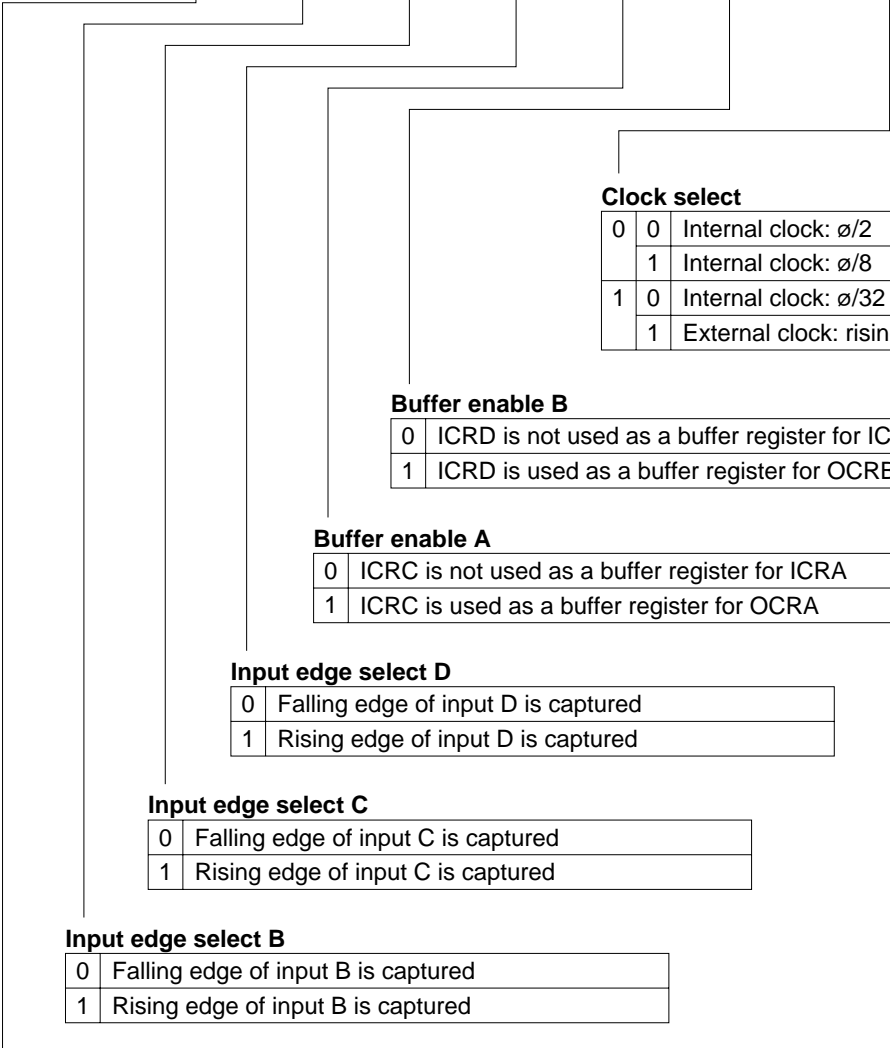 Clock select
0 0 Internal clock: ø/2
1 Internal clock: ø/8
1 0 Internal clock: ø/32
1 External clock: risin
Buffer enable B
0 ICRD is not used as a buffer register for IC
1 ICRD is used as a buffer register for OCRB
Buffer enable A
0 ICRC is not used as a buffer register for ICRA
1 ICRC is used as a buffer register for OCRA
Input edge select D
0 Falling edge of input D is captured
1 Rising edge of input D is captured
Input edge select C
0 Falling edge of input C is captured
1 Rising edge of input C is captured
Input edge select B
0 Falling edge of input B is captured
1 Rising edge of input B is captured